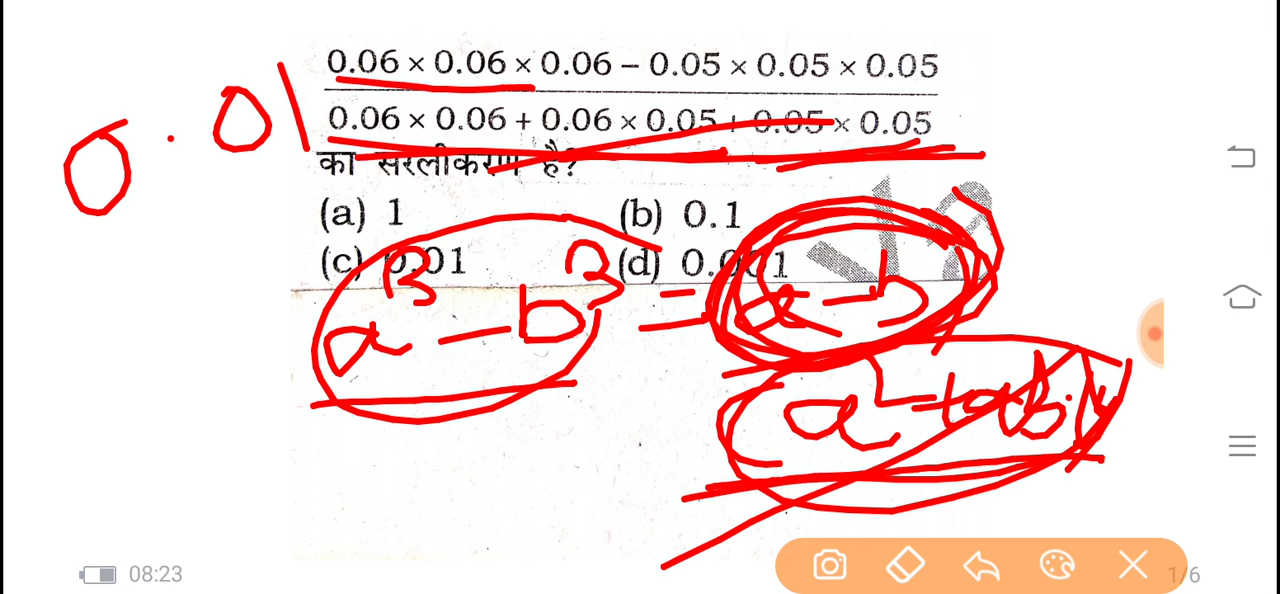 0.06 × 0.06 × 0.06 – 0.05 × 0.05 × 0.05
0.06 × 0.06 + 0.06 × 0.05 + 0.05 × 0.05
का सरलीकरण है?
(a) 1 (b) 0.1
(c) 0.01 (d) 0.001
0.01
a³ – b³ = a – b
a² + ab
08:23
1/6